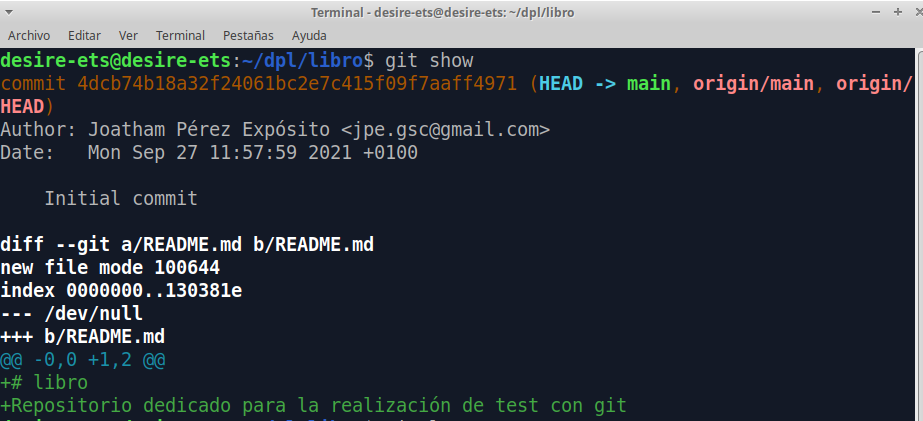 Terminal - desire-ets@desire-ets: ~/dpl/libro
Archivo Editar Ver Terminal Pestañas Ayuda
desire-ets@desire-ets:~/dpl/libro$ git show
commit 4dcb74b18a32f24061bc2e7c415f09f7aaff4971 (HEAD -> main, origin/main, origin/
HEAD)
Author: Joatham Pérez Expósito <jpe.gsc@gmail.com>
Date:   Mon Sep 27 11:57:59 2021 +0100
    Initial commit
diff --git a/README.md b/README.md
new file mode 100644
index 0000000..130381e
--- /dev/null
+++ b/README.md
@@ -0,0 +1,2 @@
+# libro
+Repositorio dedicado para la realización de test con git